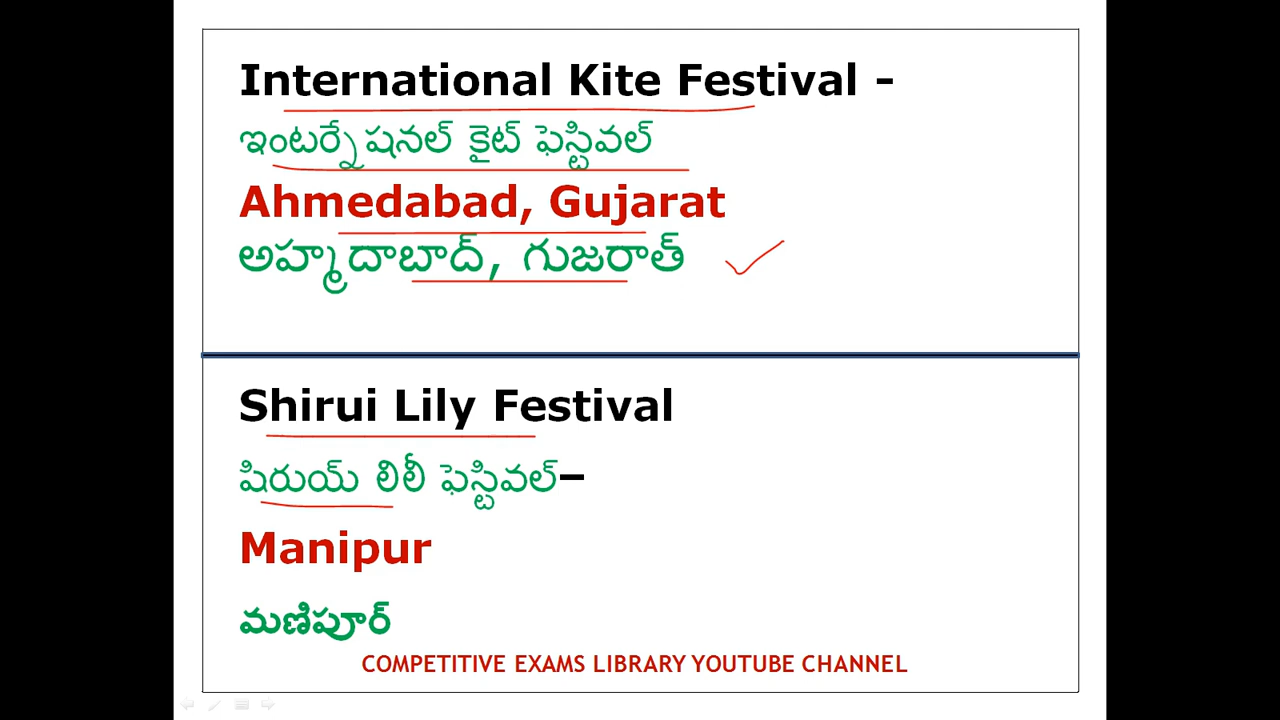 International Kite Festival -
ఇంటర్నేషనల్ కైట్ ఫెస్టివల్
Ahmedabad, Gujarat
అహ్మదాబాద్, గుజరాత్
Shirui Lily Festival
షిరుయ్ లిలీ ఫెస్టివల్–
Manipur
మణిపూర్
COMPETITIVE EXAMS LIBRARY YOUTUBE CHANNEL